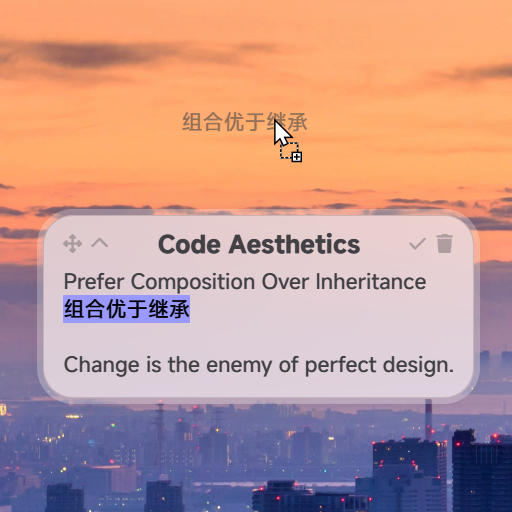 组合优于继承
Code Aesthetics
Prefer Composition Over Inheritance
组合优于继承
Change is the enemy of perfect design.